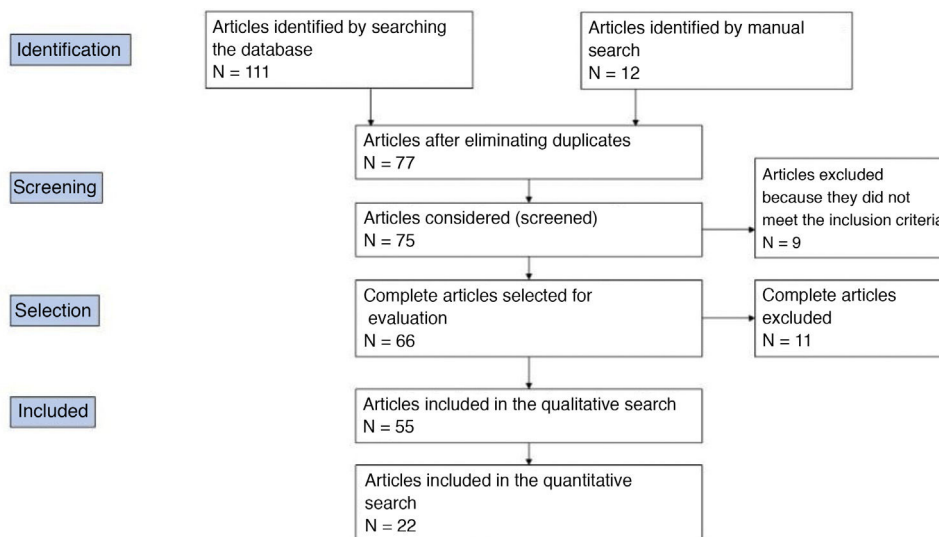 Identification
Articles identified by searching
the database
N = 111
Articles identified by manual
search
N = 12
Articles after eliminating duplicates
N = 77
Screening
Articles excluded
because they did not
meet the inclusion criteria
N = 9
Articles considered (screened)
N = 75
Selection
Complete articles selected for
evaluation
N = 66
Complete articles
excluded
N = 11
Included
Articles included in the qualitative search
N = 55
Articles included in the quantitative
search
N = 22